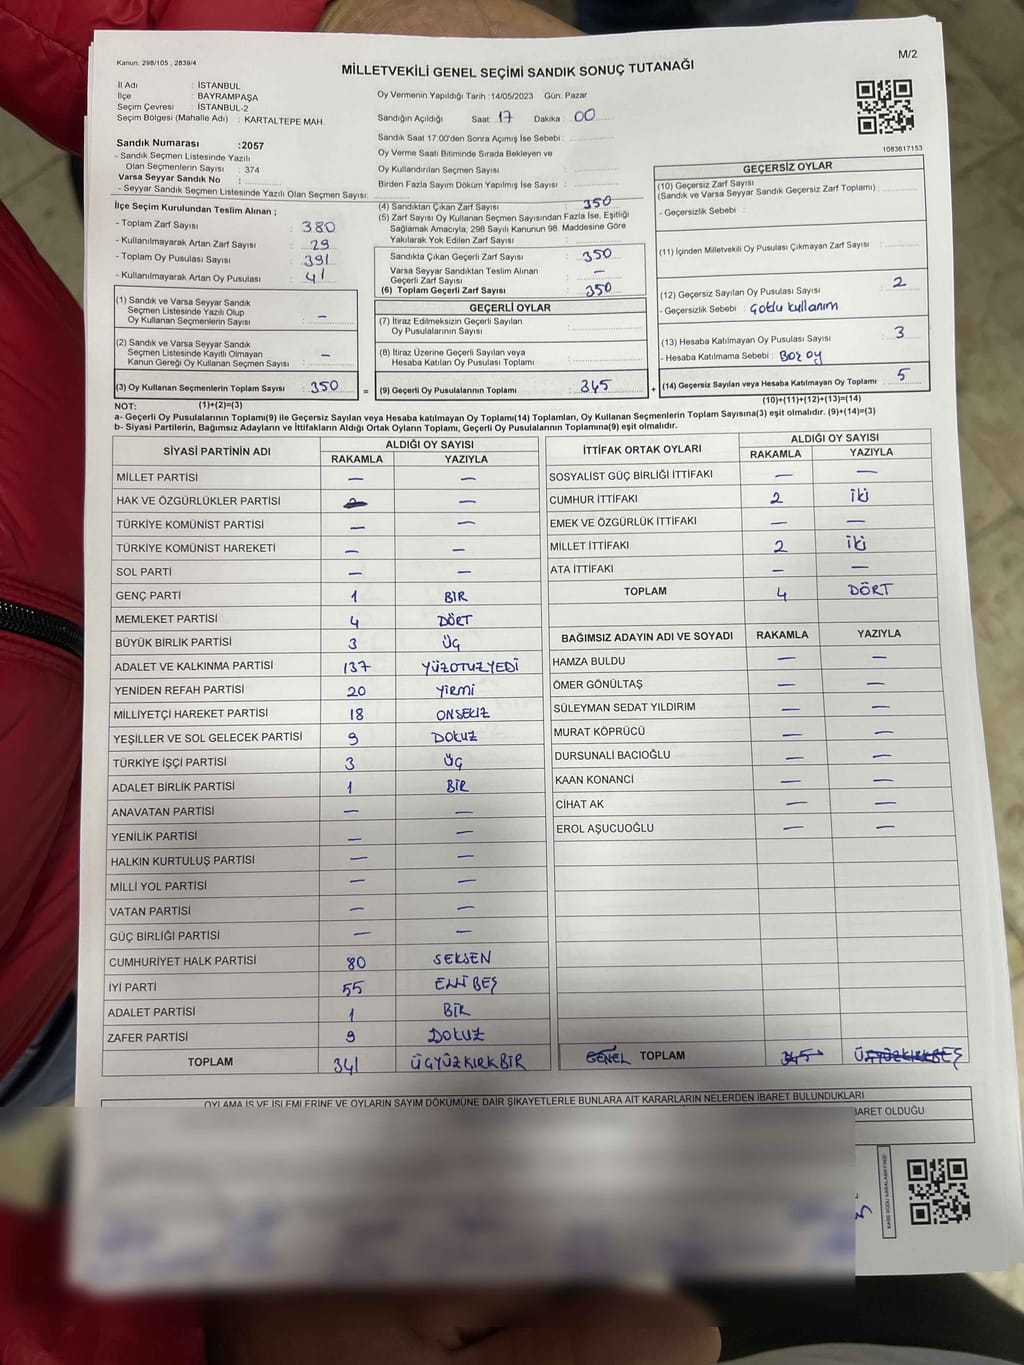 Kanun: 298/105 , 2839/4
M/2
MİLLETVEKİLİ GENEL SEÇİMİ SANDIK SONUÇ TUTANAĞI
İl Adı : İSTANBUL
İlçe : BAYRAMPAŞA
Seçim Çevresi : İSTANBUL-2
Seçim Bölgesi (Mahalle Adı) : KARTALTEPE MAH.
Sandık Numarası :2057
- Sandık Seçmen Listesinde Yazılı
Olan Seçmenlerin Sayısı : 374
Varsa Seyyar Sandık No :
- Seyyar Sandık Seçmen Listesinde Yazılı Olan Seçmen Sayısı:
Oy Vermenin Yapıldığı Tarih :14/05/2023 Gün: Pazar
Sandığın Açıldığı Saat: 17 Dakika : 00
Sandık Saat 17:00'den Sonra Açımış İse Sebebi :
Oy Verme Saati Bitiminde Sırada Bekleyen ve
Oy Kullandırılan Seçmen Sayısı :
Birden Fazla Sayım Döküm Yapılmış İse Sayısı :
1083617153
İlçe Seçim Kurulundan Teslim Alınan ;
- Toplam Zarf Sayısı : 380
- Kullanılmayarak Artan Zarf Sayısı : 29
- Toplam Oy Pusulası Sayısı : 391
- Kullanılmayarak Artan Oy Pusulası : 41
(1) Sandık ve Varsa Seyyar Sandık
Seçmen Listesinde Yazılı Olup
Oy Kullanan Seçmenlerin Sayısı : –
(2) Sandık ve Varsa Seyyar Sandık
Seçmen Listesinde Kayıtlı Olmayan
Kanun Gereği Oy Kullanan Seçmen Sayısı : –
(3) Oy Kullanan Seçmenlerin Toplam Sayısı : 350
(1)+(2)=(3)
(4) Sandıktan Çıkan Zarf Sayısı : 350
(5) Zarf Sayısı Oy Kullanan Seçmen Sayısından Fazla İse, Eşitliği
Sağlamak Amacıyla, 298 Sayılı Kanunun 98. Maddesine Göre
Yakılarak Yok Edilen Zarf Sayısı :
Sandıkta Çıkan Geçerli Zarf Sayısı : 350
Varsa Seyyar Sandıktan Teslim Alınan
Geçerli Zarf Sayısı : –
(6) Toplam Geçerli Zarf Sayısı : 350
GEÇERLİ OYLAR
(7) İtiraz Edilmeksizin Geçerli Sayılan
Oy Pusulalarının Sayısı :
(8) İtiraz Üzerine Geçerli Sayılan veya
Hesaba Katılan Oy Pusulası Toplamı :
= (9) Geçerli Oy Pusulalarının Toplamı : 345 +
GEÇERSİZ OYLAR
(10) Geçersiz Zarf Sayısı
(Sandık ve Varsa Seyyar Sandık Geçersiz Zarf Toplamı) :
- Geçersizlik Sebebi :
(11) İçinden Milletvekili Oy Pusulası Çıkmayan Zarf Sayısı :
(12) Geçersiz Sayılan Oy Pusulası Sayısı : 2
- Geçersizlik Sebebi : Çoklu kullanım
(13) Hesaba Katılmayan Oy Pusulası Sayısı : 3
- Hesaba Katılmama Sebebi : Boz oy
(14) Geçersiz Sayılan veya Hesaba Katılmayan Oy Toplamı : 5
(10)+(11)+(12)+(13)=(14)
NOT:
a- Geçerli Oy Pusulalarının Toplamı(9) ile Geçersiz Sayılan veya Hesaba katılmayan Oy Toplamı(14) Toplamları, Oy Kullanan Seçmenlerin Toplam Sayısına(3) eşit olmalıdır. (9)+(14)=(3)
b- Siyasi Partilerin, Bağımsız Adayların ve İttifakların Aldığı Ortak Oyların Toplamı, Geçerli Oy Pusulalarının Toplamına(9) eşit olmalıdır.
SİYASİ PARTİNİN ADI ALDIĞI OY SAYISI
RAKAMLA YAZIYLA
MİLLET PARTİSİ – –
HAK VE ÖZGÜRLÜKLER PARTİSİ –
TÜRKİYE KOMÜNİST PARTİSİ – –
TÜRKİYE KOMÜNİST HAREKETİ – –
SOL PARTİ – –
GENÇ PARTİ 1 BİR
MEMLEKET PARTİSİ 4 DÖRT
BÜYÜK BİRLİK PARTİSİ 3 ÜÇ
ADALET VE KALKINMA PARTİSİ 137 YÜZOTUZYEDİ
YENİDEN REFAH PARTİSİ 20 YİRMİ
MİLLİYETÇİ HAREKET PARTİSİ 18 ONSEKİZ
YEŞİLLER VE SOL GELECEK PARTİSİ 9 DOKUZ
TÜRKİYE İŞÇİ PARTİSİ 3 ÜÇ
ADALET BİRLİK PARTİSİ 1 BİR
ANAVATAN PARTİSİ – –
YENİLİK PARTİSİ – –
HALKIN KURTULUŞ PARTİSİ – –
MİLLİ YOL PARTİSİ – –
VATAN PARTİSİ – –
GÜÇ BİRLİĞİ PARTİSİ – –
CUMHURİYET HALK PARTİSİ 80 SEKSEN
İYİ PARTİ 55 ELLİ BEŞ
ADALET PARTİSİ 1 BİR
ZAFER PARTİSİ 9 DOKUZ
TOPLAM 341 ÜÇYÜZKIRKBİR
İTTİFAK ORTAK OYLARI ALDIĞI OY SAYISI
RAKAMLA YAZIYLA
SOSYALİST GÜÇ BİRLİĞİ İTTİFAKI – –
CUMHUR İTTİFAKI 2 İKİ
EMEK VE ÖZGÜRLÜK İTTİFAKI – –
MİLLET İTTİFAKI 2 İKİ
ATA İTTİFAKI – –
TOPLAM 4 DÖRT
BAĞIMSIZ ADAYIN ADI VE SOYADI RAKAMLA YAZIYLA
HAMZA BULDU – –
ÖMER GÖNÜLTAŞ – –
SÜLEYMAN SEDAT YILDIRIM – –
MURAT KÖPRÜCÜ – –
DURSUNALİ BACIOĞLU – –
KAAN KONANCİ – –
CİHAT AK – –
EROL AŞUCUOĞLU – –
GENEL TOPLAM 345 ÜÇYÜZKIRKBEŞ
OYLAMA İŞ VE İŞLEMLERİNE VE OYLARIN SAYIM DÖKÜMÜNE DAİR ŞİKAYETLERLE BUNLARA AİT KARARLARIN NELERDEN İBARET BULUNDUKLARI
BARET OLDUĞU
KARE KODU KARALAMAYINIZ!